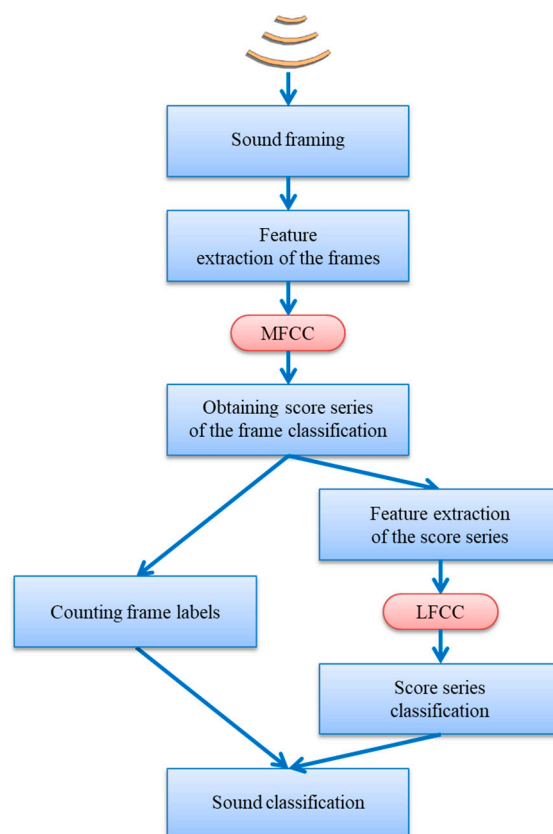 Sound framing
Feature
extraction of the frames
MFCC
Obtaining score series
of the frame classification
Feature extraction
of the score series
Counting frame labels
LFCC
Score series
classification
Sound classification